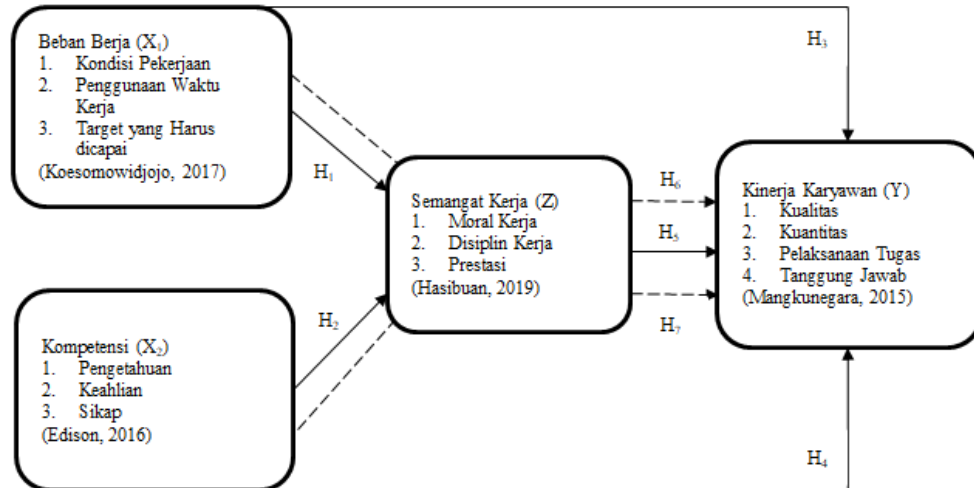 Beban Berja (X₁)
1. Kondisi Pekerjaan
2. Penggunaan Waktu
Kerja
3. Target yang Harus
dicapai
(Koesomowidjojo, 2017)
H₁
H₃
Semangat Kerja (Z)
1. Moral Kerja
2. Disiplin Kerja
3. Prestasi
(Hasibuan, 2019)
H₆
H₅
H₇
Kinerja Karyawan (Y)
1. Kualitas
2. Kuantitas
3. Pelaksanaan Tugas
4. Tanggung Jawab
(Mangkunegara, 2015)
H₂
Kompetensi (X₂)
1. Pengetahuan
2. Keahlian
3. Sikap
(Edison, 2016)
H₄